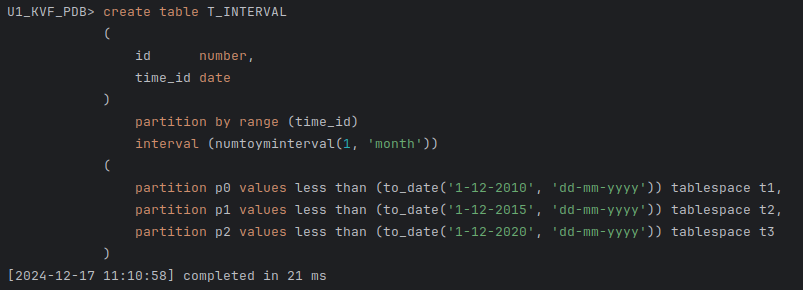 U1_KVF_PDB> create table T_INTERVAL
(
id number,
time_id date
)
partition by range (time_id)
interval (numtoyminterval(1, 'month'))
(
partition p0 values less than (to_date('1-12-2010', 'dd-mm-yyyy')) tablespace t1,
partition p1 values less than (to_date('1-12-2015', 'dd-mm-yyyy')) tablespace t2,
partition p2 values less than (to_date('1-12-2020', 'dd-mm-yyyy')) tablespace t3
)
[2024-12-17 11:10:58] completed in 21 ms